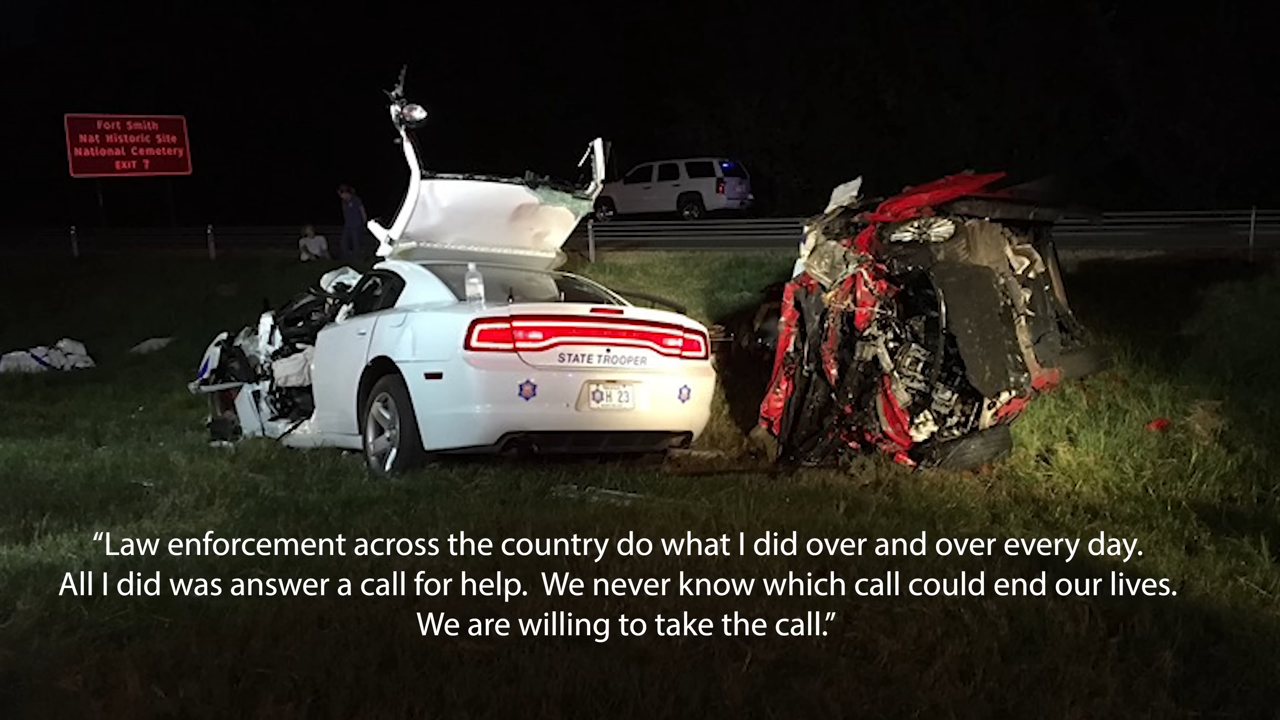 Fort Smith
Nat Historic Site
National Cemetery
EXIT 7
STATE TROOPER
H 23
“Law enforcement across the country do what I did over and over every day.
All I did was answer a call for help.  We never know which call could end our lives.
We are willing to take the call.”